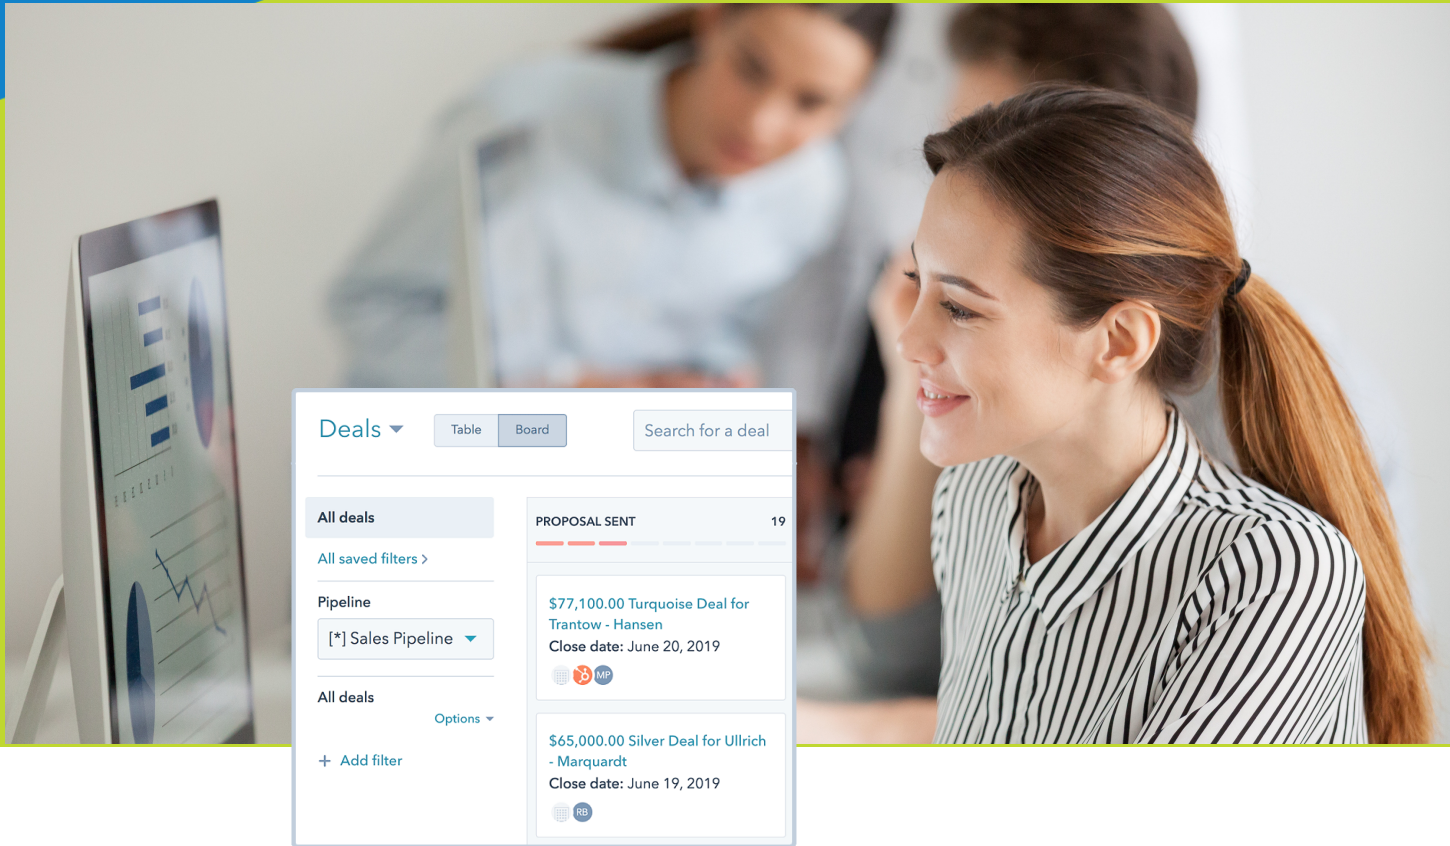 Deals
Table
Board
Search for a deal
All deals
All saved filters >
Pipeline
[*] Sales Pipeline
All deals
Options
+ Add filter
PROPOSAL SENT 19
$77,100.00 Turquoise Deal for
Trantow - Hansen
Close date: June 20, 2019
MP
$65,000.00 Silver Deal for Ullrich
- Marquardt
Close date: June 19, 2019
RB